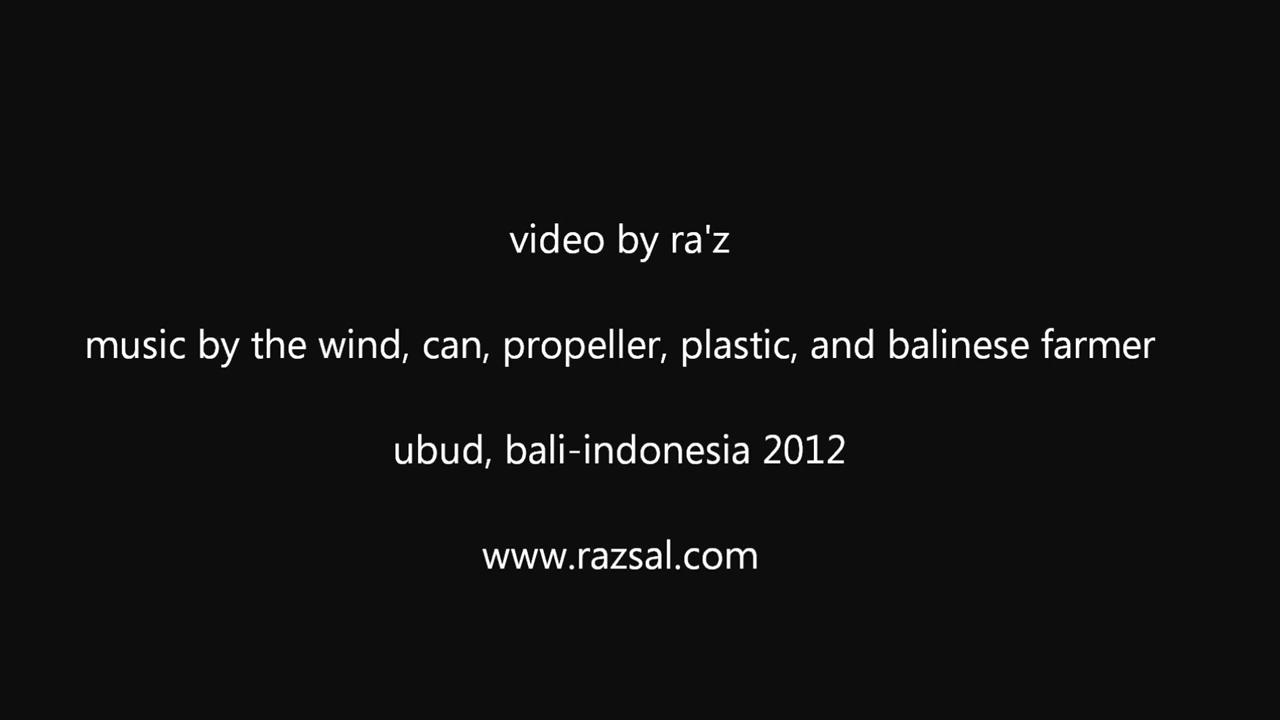 video by ra'z
music by the wind, can, propeller, plastic, and balinese farmer
ubud, bali-indonesia 2012
www.razsal.com